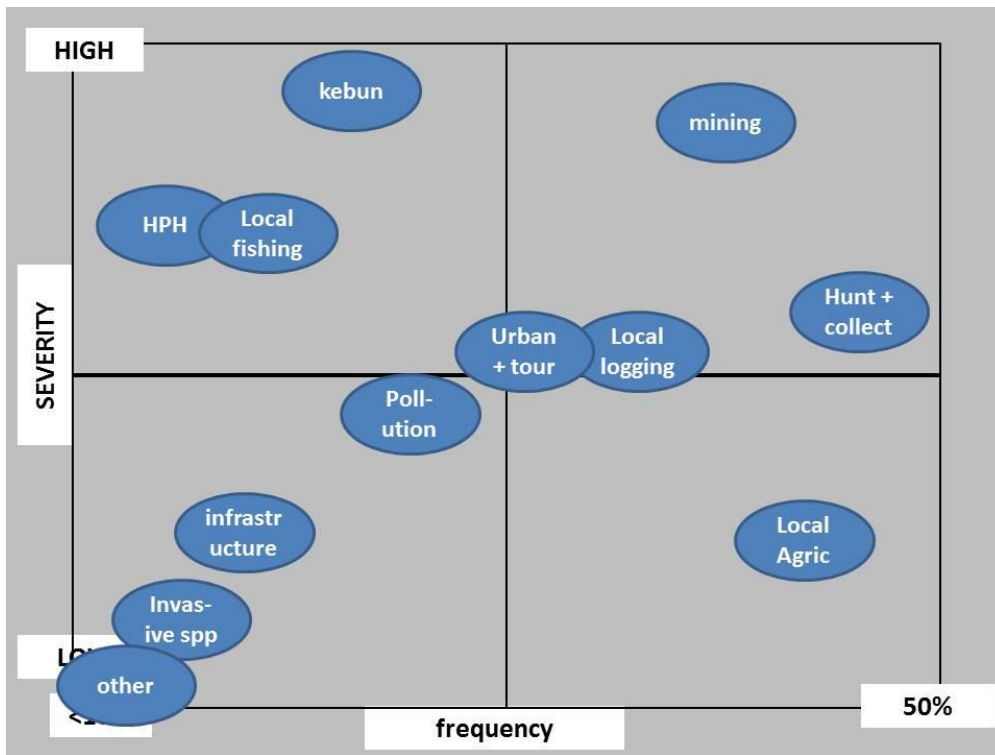 HIGH
kebun
mining
HPH
Local
fishing
Hunt +
collect
SEVERITY
Urban
+ tour
Local
logging
Poll-
ution
infrastr
ucture
Local
Agric
Invas-
ive spp
other
50%
frequency